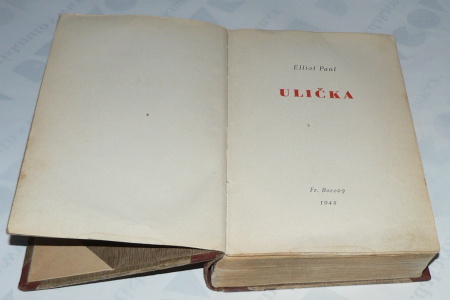 Elliot Paul
ULIČKA
Fr. Borový
1948